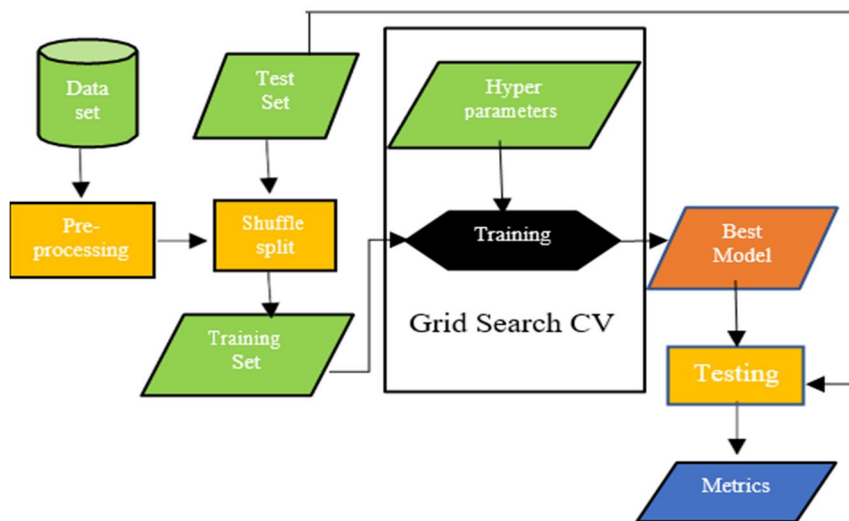 Data
set
Test
Set
Hyper
parameters
Pre-
processing
Shuffle
split
Training
Best
Model
Grid Search CV
Training
Set
Testing
Metrics